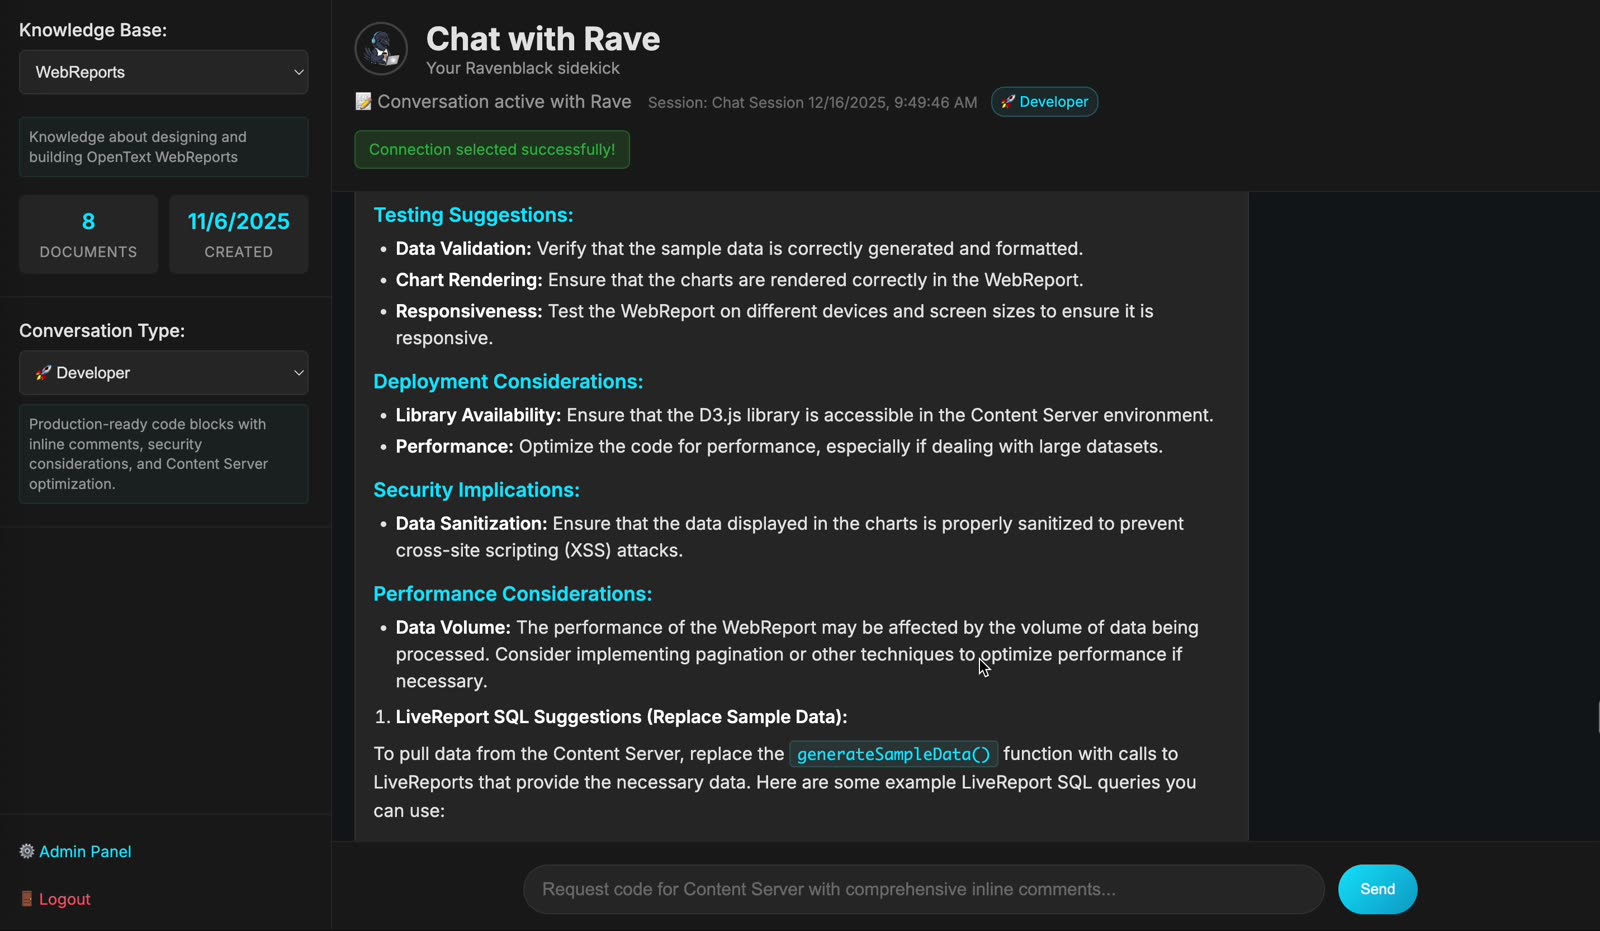 Knowledge Base:
WebReports
Knowledge about designing and
building OpenText WebReports
8
DOCUMENTS
11/6/2025
CREATED
Conversation Type:
🚀 Developer
Production-ready code blocks with
inline comments, security
considerations, and Content Server
optimization.
⚙️ Admin Panel
🚪 Logout
Chat with Rave
Your Ravenblack sidekick
📝 Conversation active with Rave
Session: Chat Session 12/16/2025, 9:49:46 AM
🚀 Developer
Connection selected successfully!
Testing Suggestions:
• Data Validation: Verify that the sample data is correctly generated and formatted.
• Chart Rendering: Ensure that the charts are rendered correctly in the WebReport.
• Responsiveness: Test the WebReport on different devices and screen sizes to ensure it is
responsive.
Deployment Considerations:
• Library Availability: Ensure that the D3.js library is accessible in the Content Server environment.
• Performance: Optimize the code for performance, especially if dealing with large datasets.
Security Implications:
• Data Sanitization: Ensure that the data displayed in the charts is properly sanitized to prevent
cross-site scripting (XSS) attacks.
Performance Considerations:
• Data Volume: The performance of the WebReport may be affected by the volume of data being
processed. Consider implementing pagination or other techniques to optimize performance if
necessary.
1. LiveReport SQL Suggestions (Replace Sample Data):
To pull data from the Content Server, replace the generateSampleData() function with calls to
LiveReports that provide the necessary data. Here are some example LiveReport SQL queries you
can use:
Request code for Content Server with comprehensive inline comments...
Send